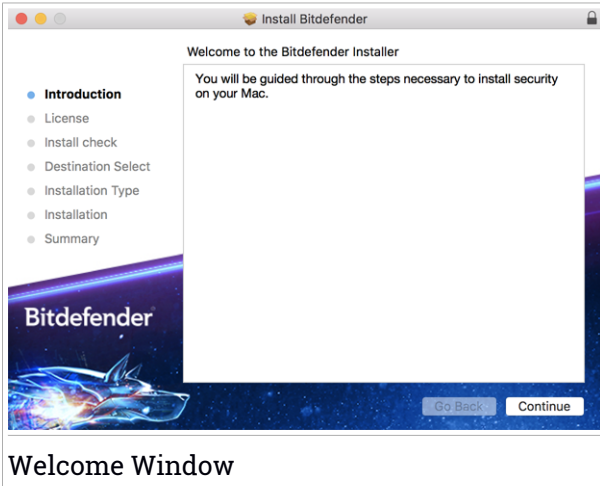 Install Bitdefender
Welcome to the Bitdefender Installer
Introduction
License
Install check
Destination Select
Installation Type
Installation
Summary
You will be guided through the steps necessary to install security
on your Mac.
Bitdefender
Go Back
Continue
Welcome Window